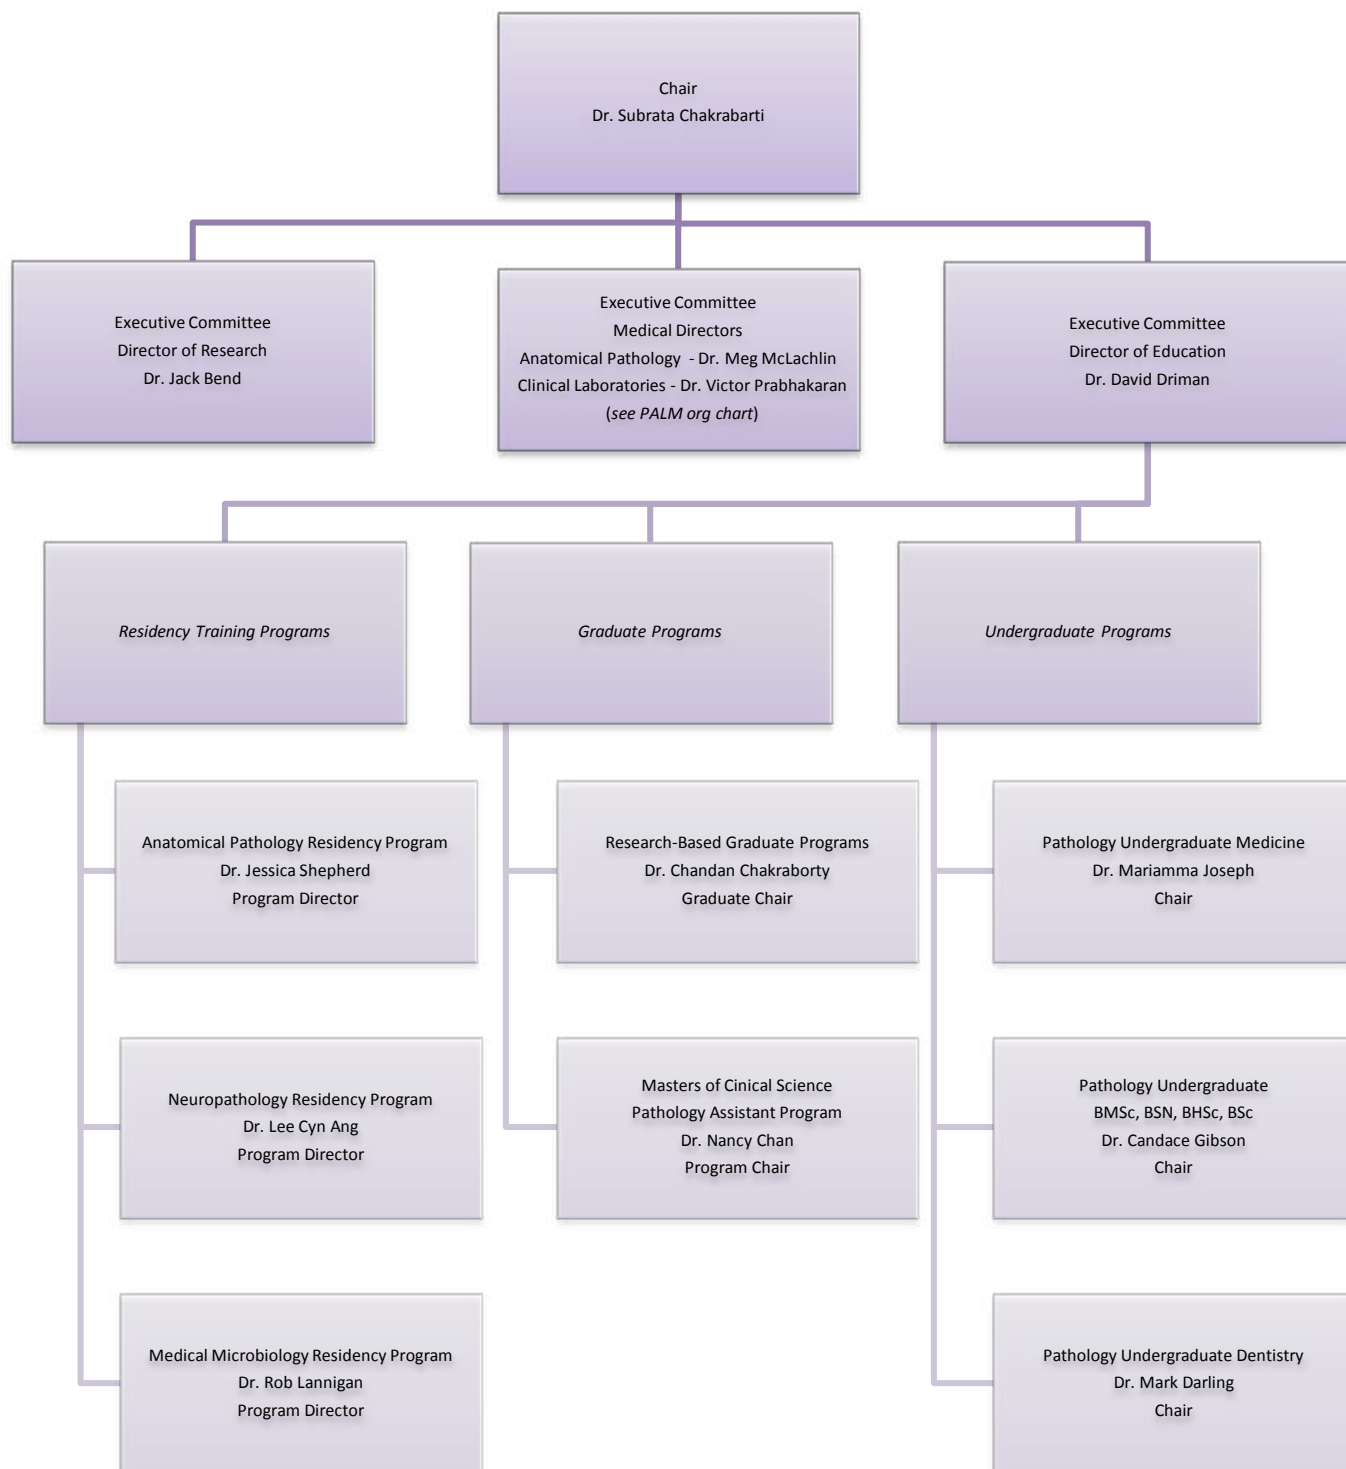 Chair
Dr. Subrata Chakrabarti
Executive Committee
Director of Research
Dr. Jack Bend
Executive Committee
Medical Directors
Anatomical Pathology  - Dr. Meg McLachlin
Clinical Laboratories - Dr. Victor Prabhakaran
(see PALM org chart)
Executive Committee
Director of Education
Dr. David Driman
Residency Training Programs
Graduate Programs
Undergraduate Programs
Anatomical Pathology Residency Program
Dr. Jessica Shepherd
Program Director
Research-Based Graduate Programs
Dr. Chandan Chakraborty
Graduate Chair
Pathology Undergraduate Medicine
Dr. Mariamma Joseph
Chair
Neuropathology Residency Program
Dr. Lee Cyn Ang
Program Director
Masters of Cinical Science
Pathology Assistant Program
Dr. Nancy Chan
Program Chair
Pathology Undergraduate
BMSc, BSN, BHSc, BSc
Dr. Candace Gibson
Chair
Medical Microbiology Residency Program
Dr. Rob Lannigan
Program Director
Pathology Undergraduate Dentistry
Dr. Mark Darling
Chair